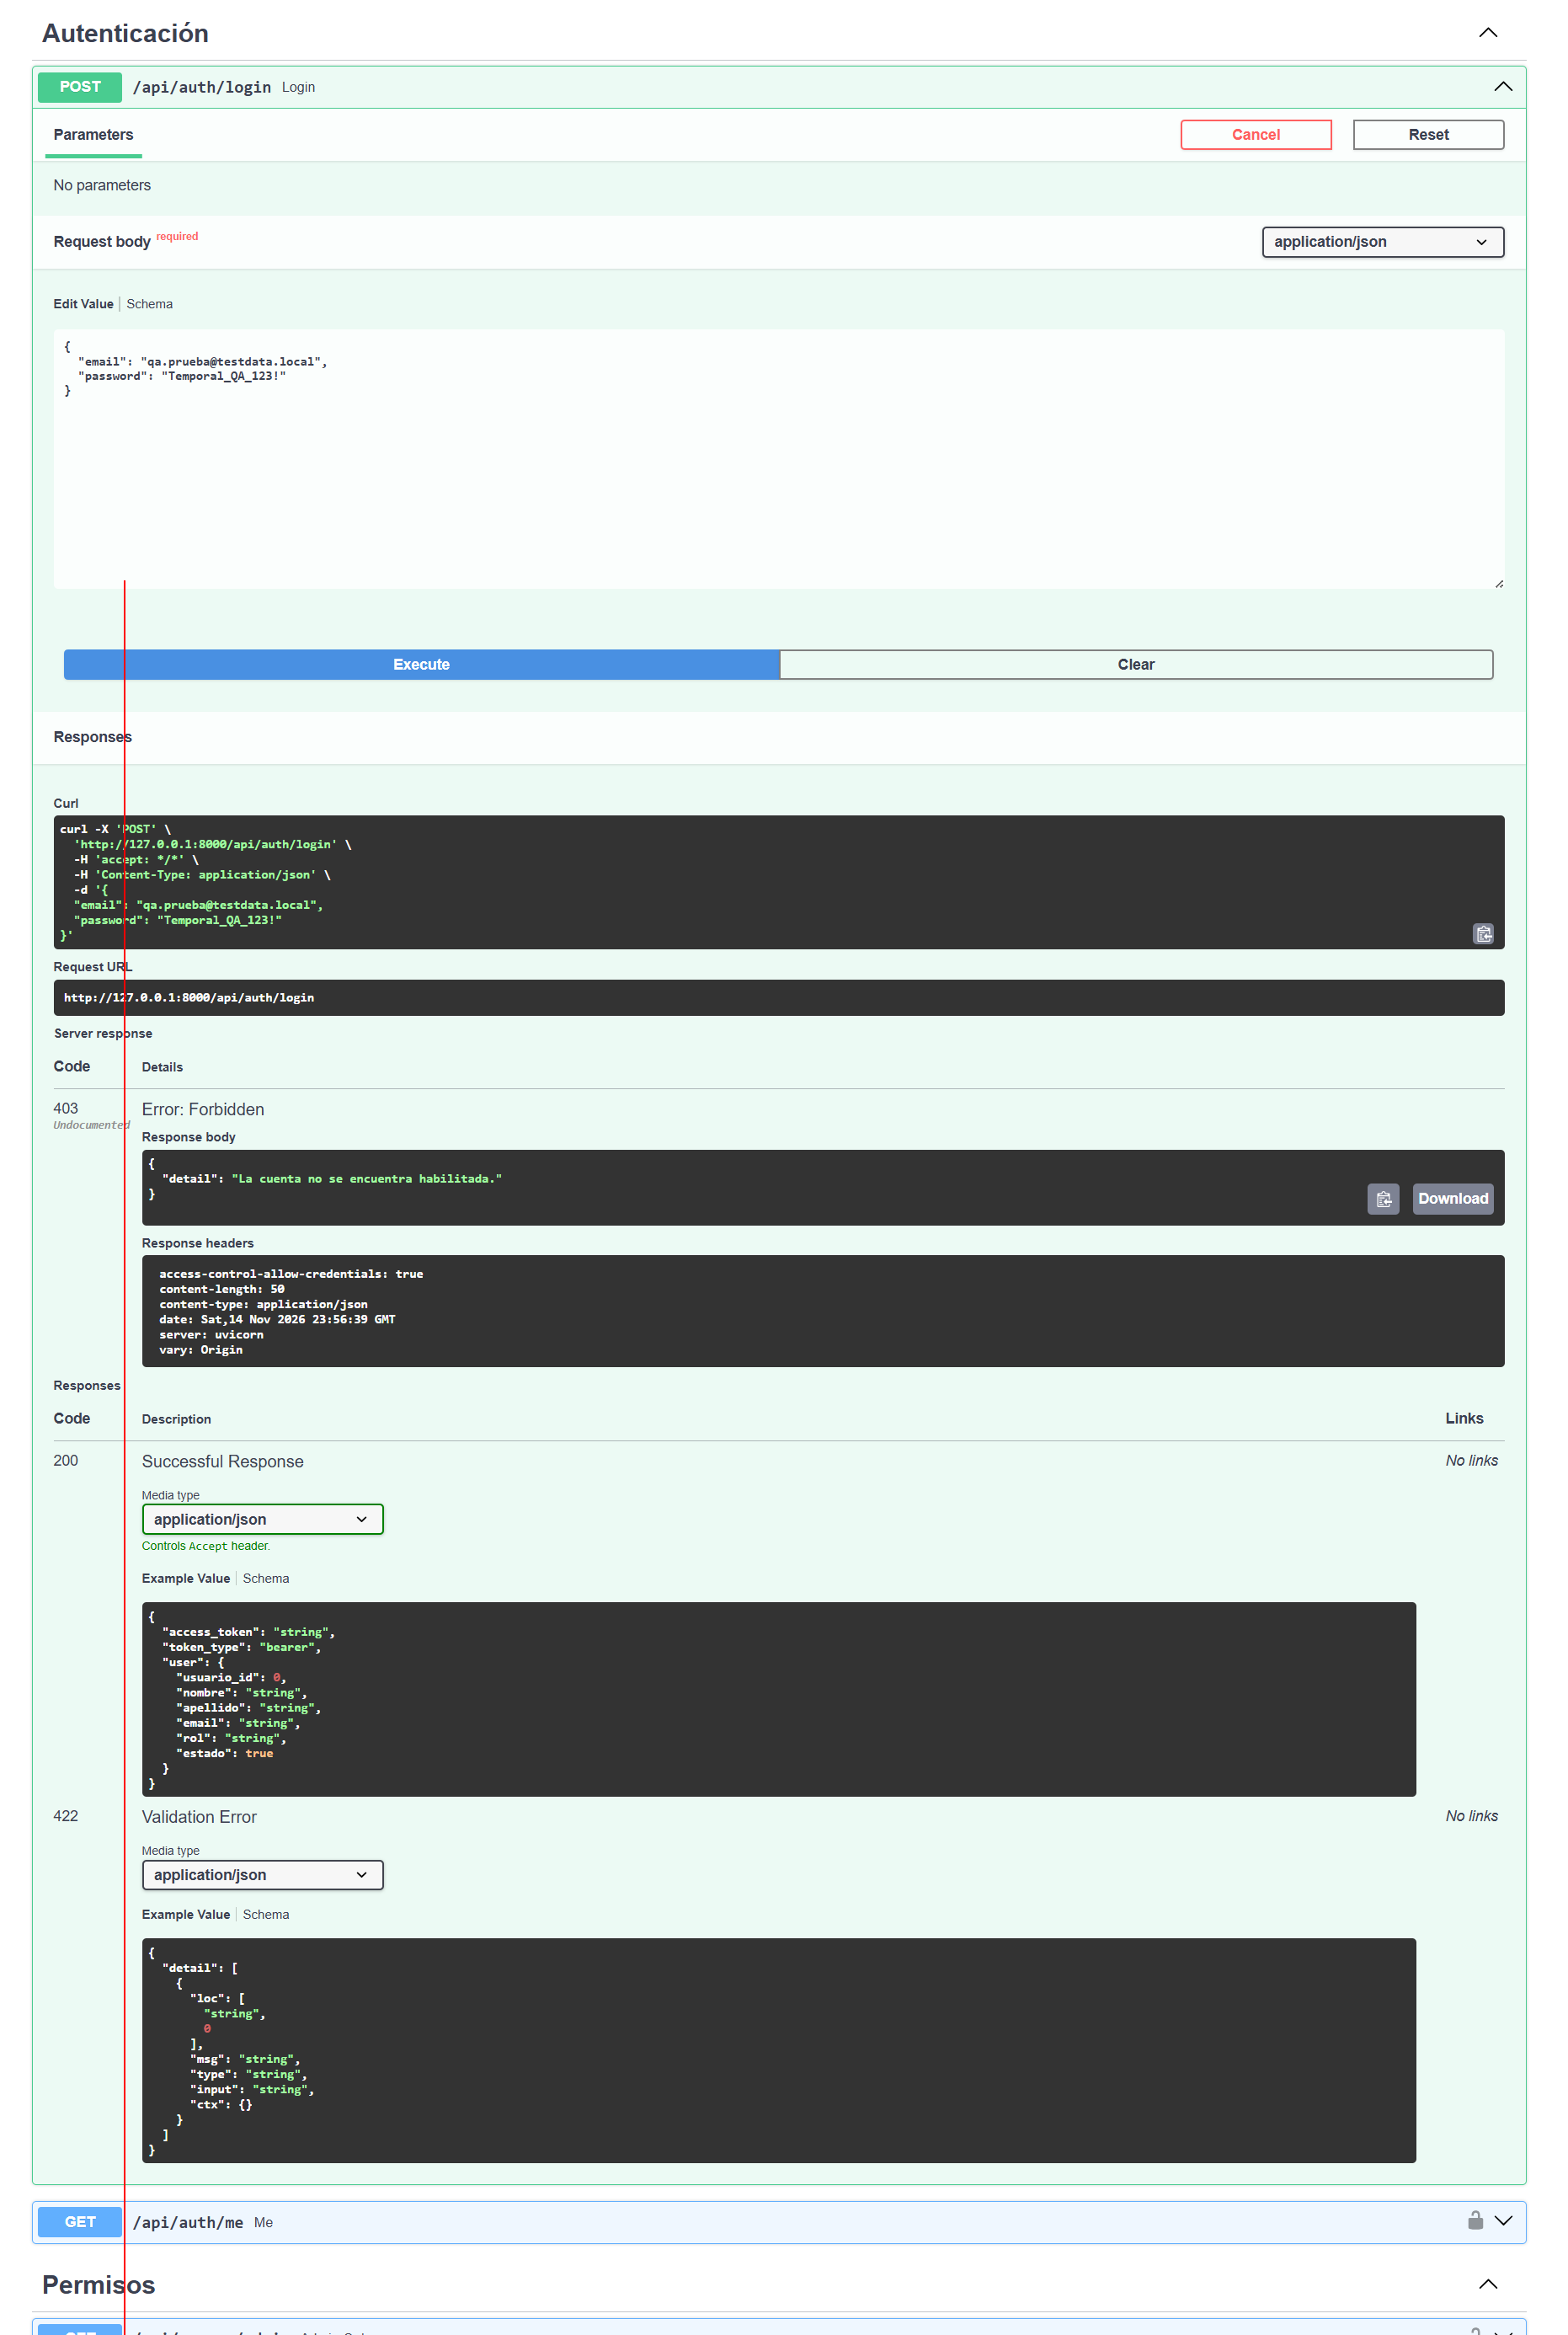 Autenticación
POST /api/auth/login Login
Parameters
Cancel
Reset
No parameters
Request body required
application/json
Edit Value Schema
{
"email": "qa.prueba@testdata.local",
"password": "Temporal_QA_123!"
}
Execute
Clear
Responses
Curl
curl -X 'POST' \
'http://127.0.0.1:8000/api/auth/login' \
-H 'accept: */*' \
-H 'Content-Type: application/json' \
-d '{
"email": "qa.prueba@testdata.local",
"password": "Temporal_QA_123!"
}'
Request URL
http://127.0.0.1:8000/api/auth/login
Server response
Code Details
403 Error: Forbidden
Undocumented
Response body
{
"detail": "La cuenta no se encuentra habilitada."
}
Download
Response headers
access-control-allow-credentials: true
content-length: 50
content-type: application/json
date: Sat,14 Nov 2026 23:56:39 GMT
server: uvicorn
vary: Origin
Responses
Code Description Links
200 Successful Response No links
Media type
application/json
Controls Accept header.
Example Value Schema
{
"access_token": "string",
"token_type": "bearer",
"user": {
"usuario_id": 0,
"nombre": "string",
"apellido": "string",
"email": "string",
"rol": "string",
"estado": true
}
}
422 Validation Error No links
Media type
application/json
Example Value Schema
{
"detail": [
{
"loc": [
"string",
0
],
"msg": "string",
"type": "string",
"input": "string",
"ctx": {}
}
]
}
GET /api/auth/me Me
Permisos